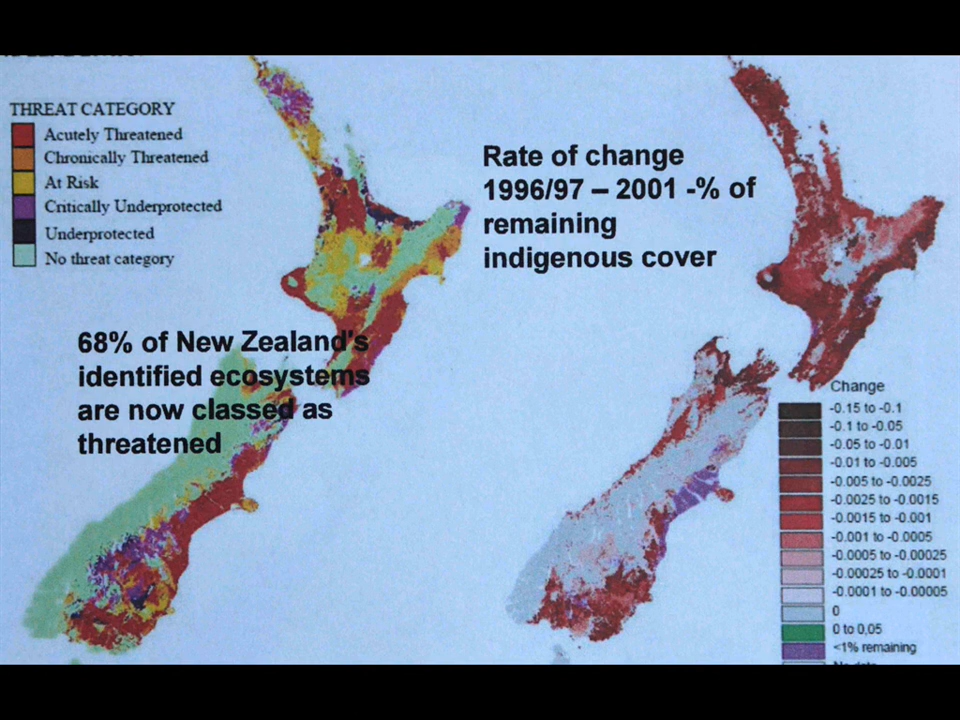 THREAT CATEGORY
Acutely Threatened
Chronically Threatened
At Risk
Critically Underprotected
Underprotected
No threat category
68% of New Zealand's
identified ecosystems
are now classed as
threatened
Rate of change
1996/97 – 2001 -% of
remaining
indigenous cover
Change
-0.15 to -0.1
-0.1 to -0.05
-0.05 to -0.01
-0.01 to -0.005
-0.005 to -0.0025
-0.0025 to -0.0015
-0.0015 to -0.001
-0.001 to -0.0005
-0.0005 to -0.00025
-0.00025 to -0.0001
-0.0001 to -0.00005
0
0 to 0,05
<1% remaining
No data